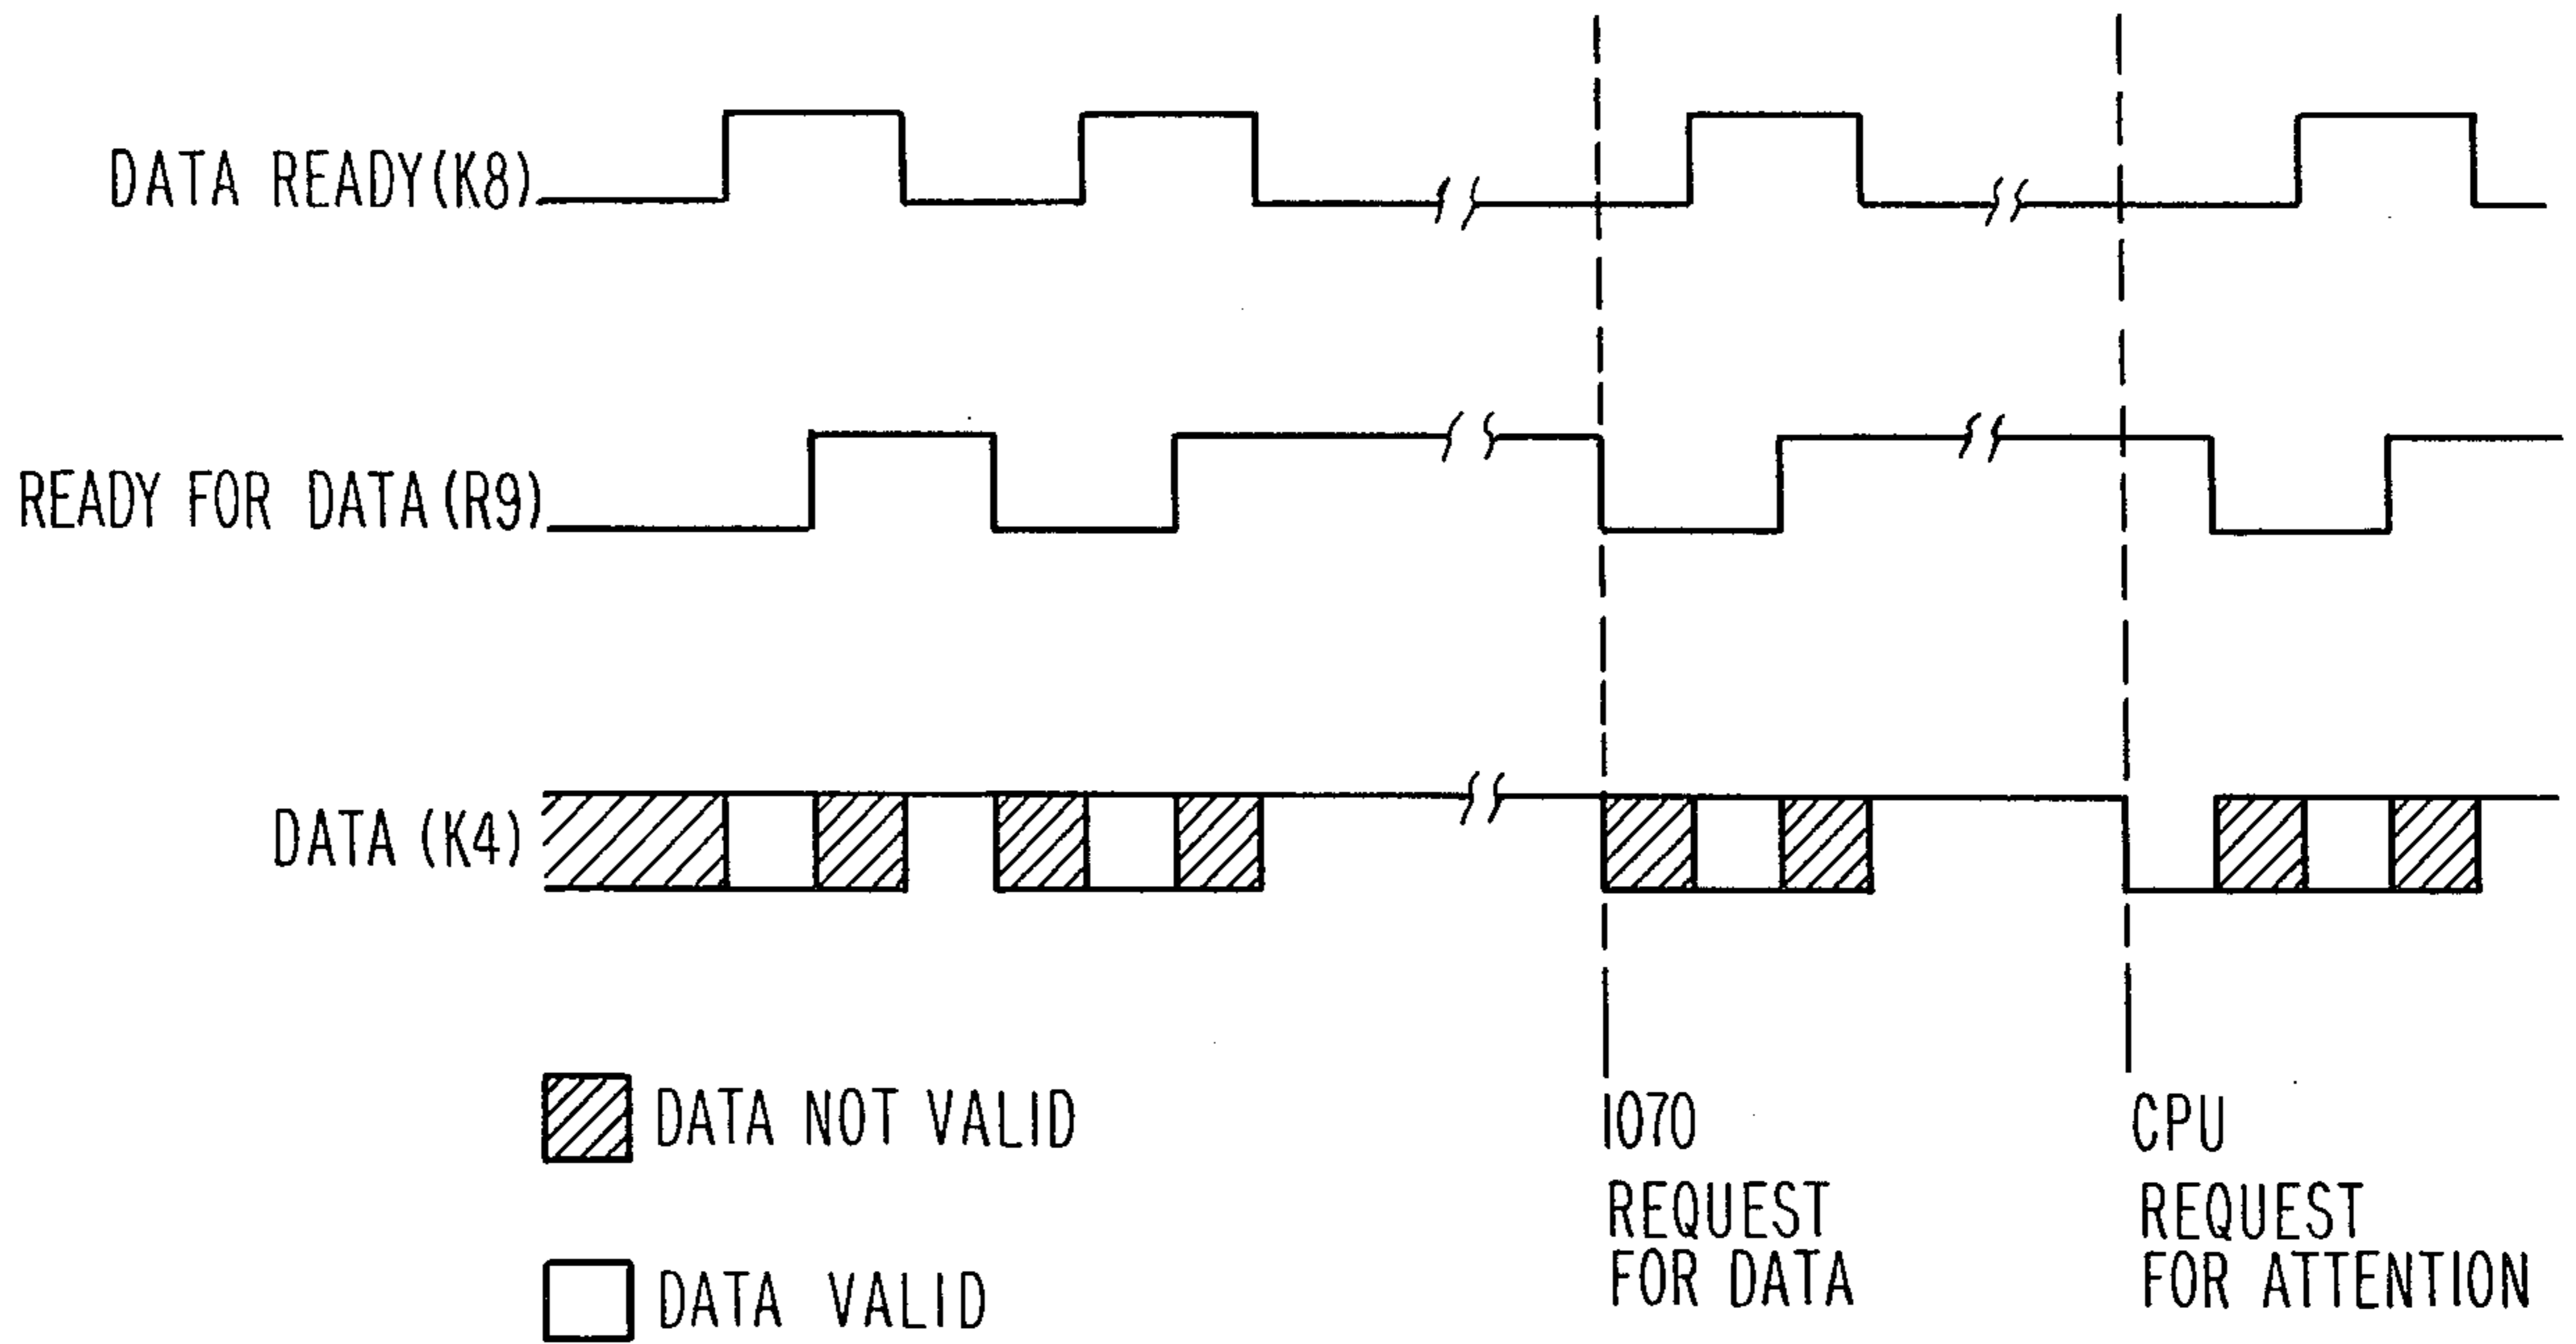 DATA READY(K8)
READY FOR DATA(R9)
DATA (K4)
DATA NOT VALID
DATA VALID
1070
REQUEST
FOR DATA
CPU
REQUEST
FOR ATTENTION